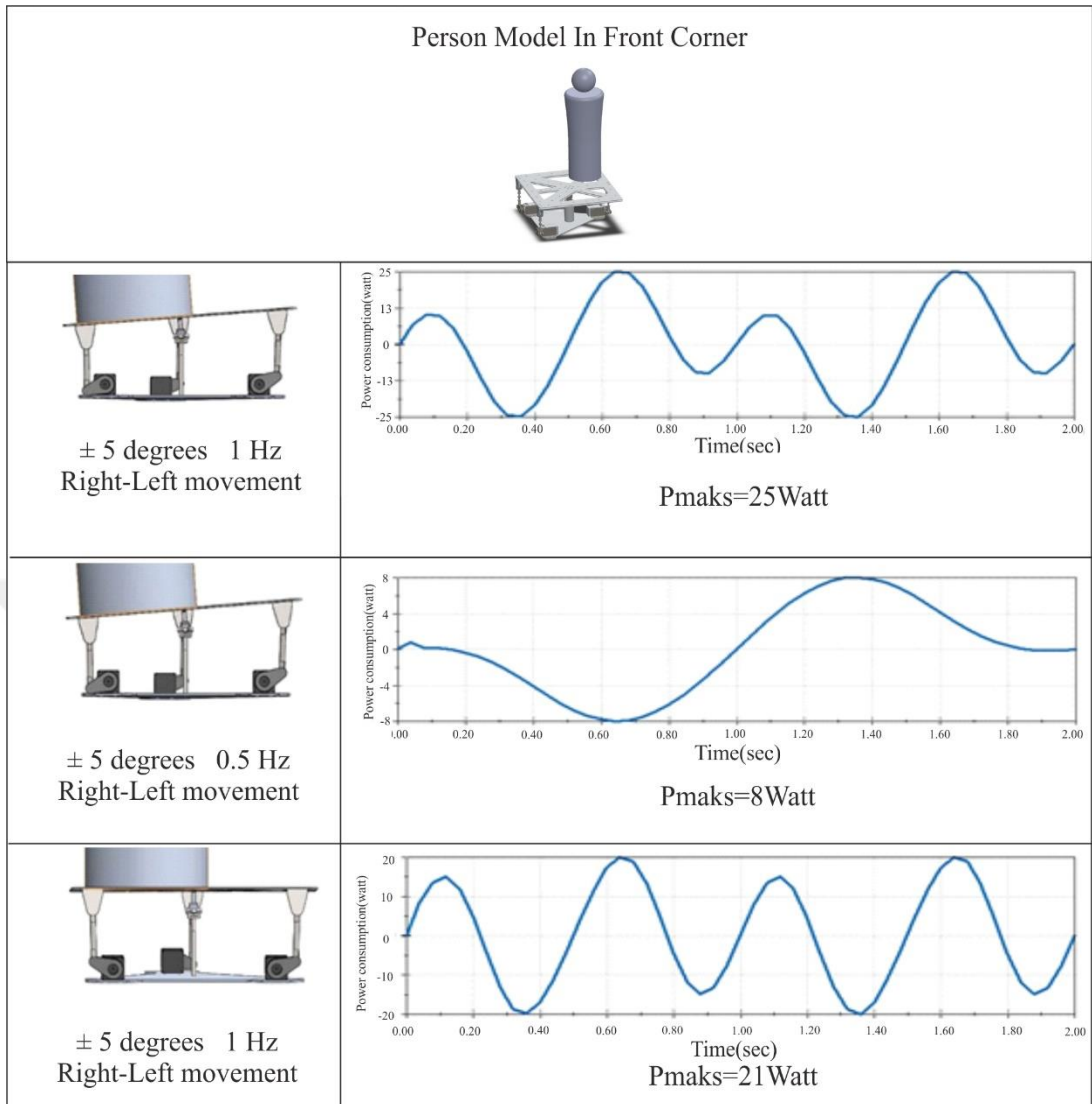 Person Model In Front Corner
± 5 degrees 1 Hz
Right-Left movement
Power consumption(watt)
25
13
0
-13
-25
0.00 0.20 0.40 0.60 0.80 1.00 1.20 1.40 1.60 1.80 2.00
Time(sec)
Pmaks=25Watt
± 5 degrees 0.5 Hz
Right-Left movement
Power consumption(watt)
8
4
0
-4
-8
).00 0.20 0.40 0.60 0.80 1.00 1.20 1.40 1.60 1.80 2.00
Time(sec)
Pmaks=8Watt
± 5 degrees 1 Hz
Right-Left movement
Power consumption(watt)
20
10
0
-10
-20
0.00 0.20 0.40 0.60 0.80 1.00 1.20 1.40 1.60 1.80 2.00
Time(sec)
Pmaks=21Watt